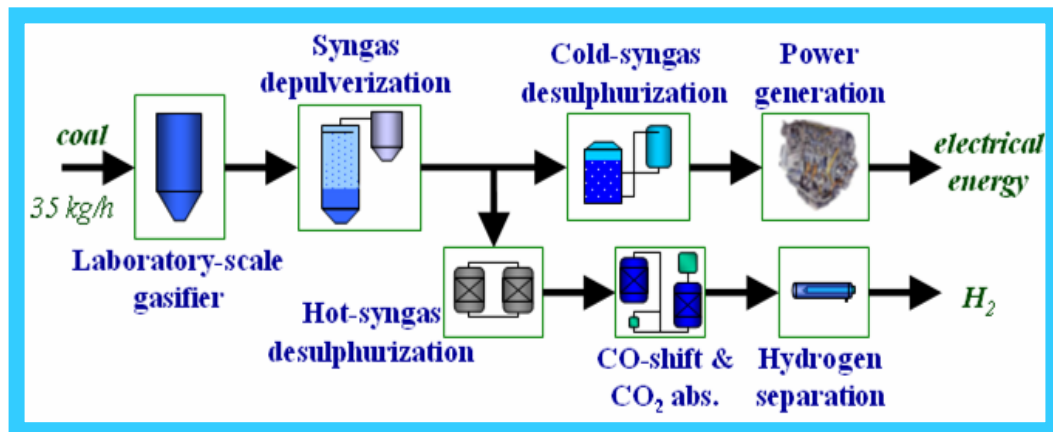 Syngas
depulverization
Cold-syngas
desulphurization
Power
generation
coal
35 kg/h
electrical
energy
Laboratory-scale
gasifier
Hot-syngas
desulphurization
CO-shift &
CO₂ abs.
Hydrogen
separation
H₂